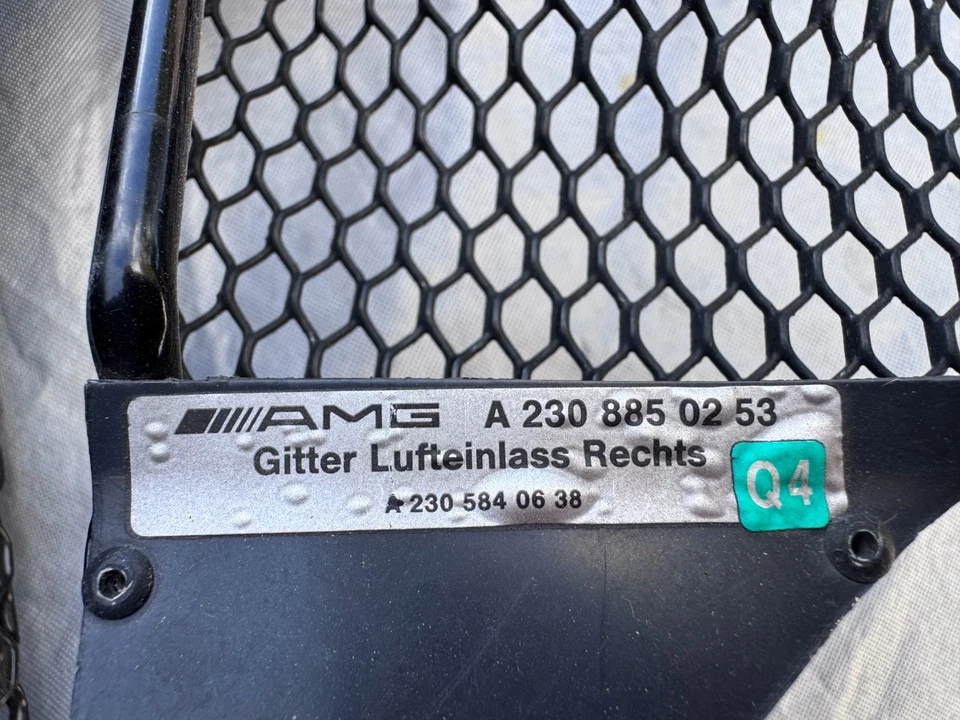 AMG A 230 885 02 53
Gitter Lufteinlass Rechts
A 230 584 06 38
Q4